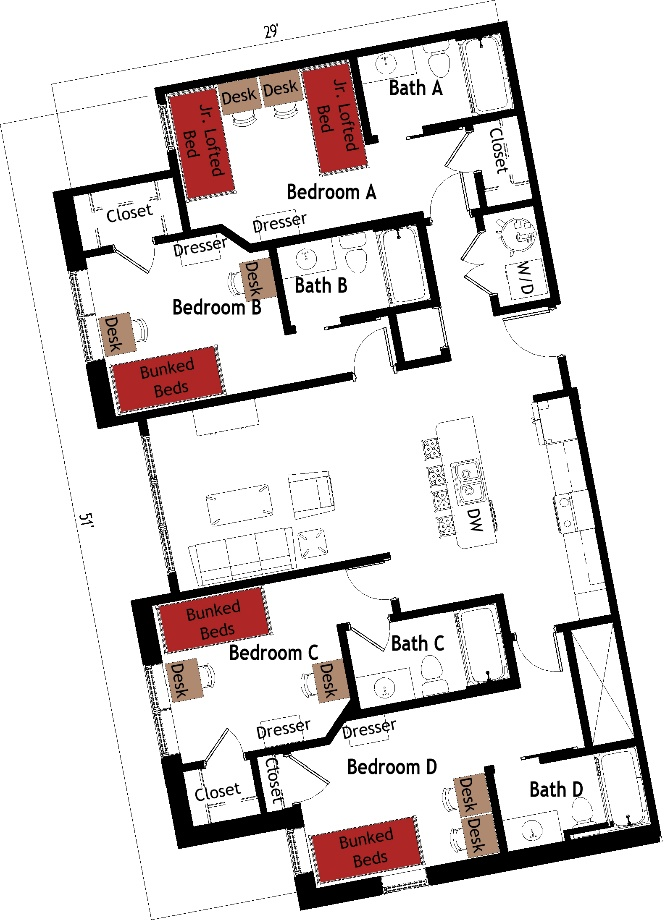 29'
Bath A
Desk
Desk
Jr. Lofted
Bed
Jr. Lofted
Bed
Closet
Bedroom A
Closet
Dresser
Dresser
W/D
Desk
Bath B
Bedroom B
Desk
Bunked
Beds
51'
DW
Bunked
Beds
Bath C
Bedroom C
Desk
Desk
Dresser
Dresser
Bedroom D
Closet
Closet
Bath D
Desk
Desk
Bunked
Beds